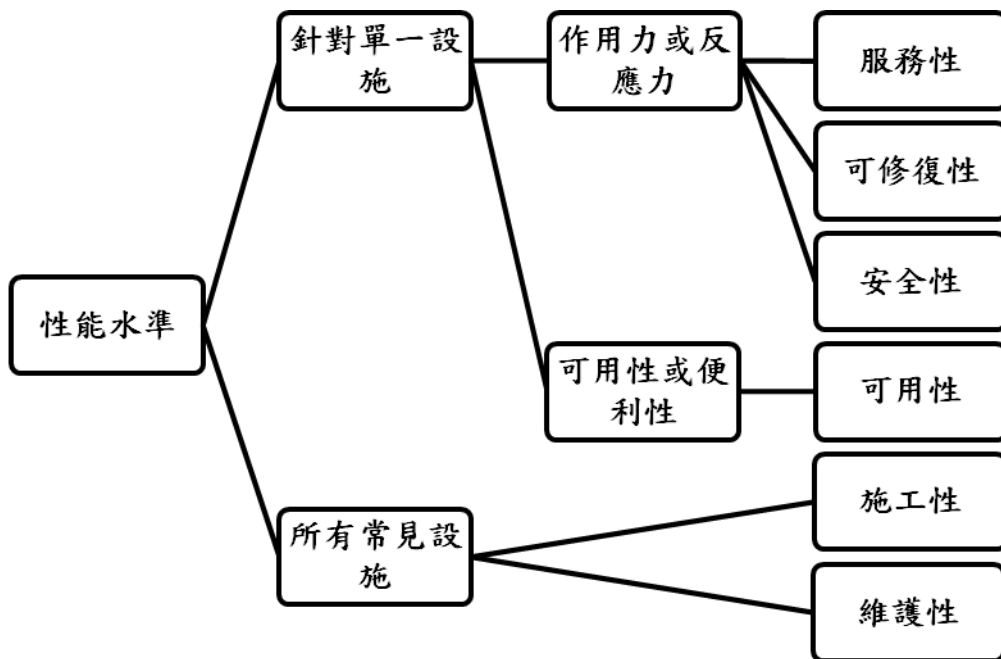 性能水準
針對單一設
施
作用力或反
應力
服務性
可修復性
安全性
可用性或便
利性
可用性
所有常見設
施
施工性
維護性